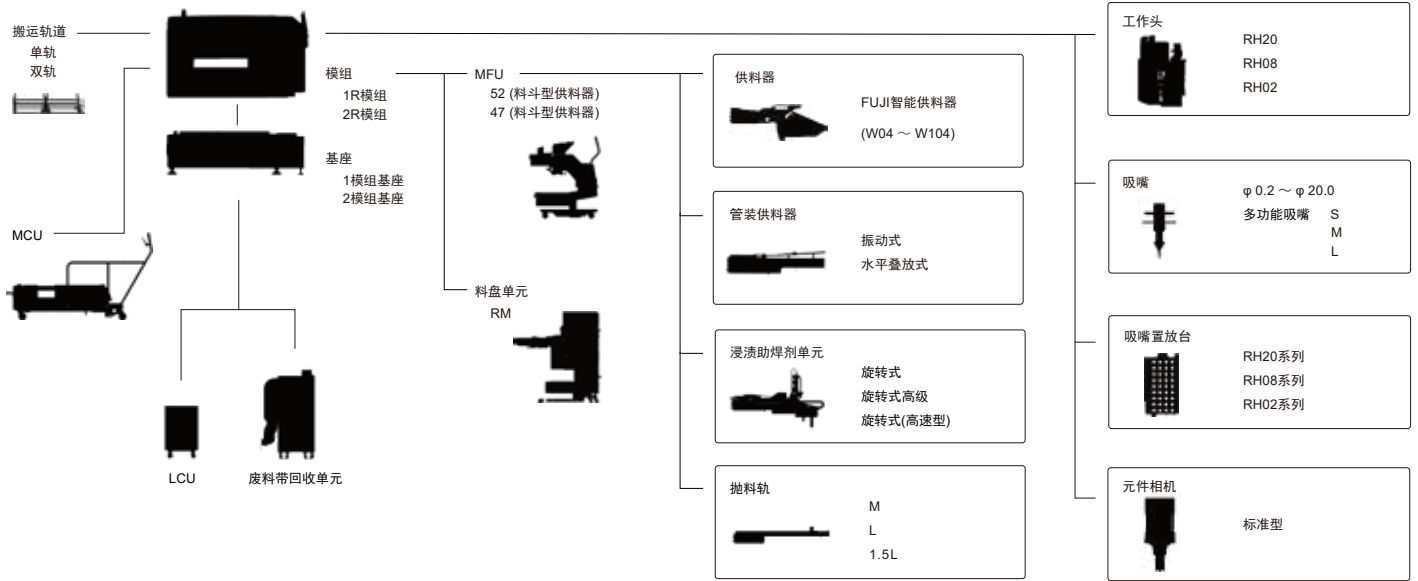 搬运轨道
单轨
双轨
MCU
模组
1R模组
2R模组
基座
1模组基座
2模组基座
LCU
废料带回收单元
MFU
52 (料斗型供料器)
47 (料斗型供料器)
料盘单元
RM
供料器
FUJI智能供料器
(W04 ～ W104)
管装供料器
振动式
水平叠放式
浸渍助焊剂单元
旋转式
旋转式高级
旋转式(高速型)
抛料轨
M
L
1.5L
工作头
RH20
RH08
RH02
吸嘴
φ 0.2 ～ φ 20.0
多功能吸嘴 S
M
L
吸嘴置放台
RH20系列
RH08系列
RH02系列
元件相机
标准型